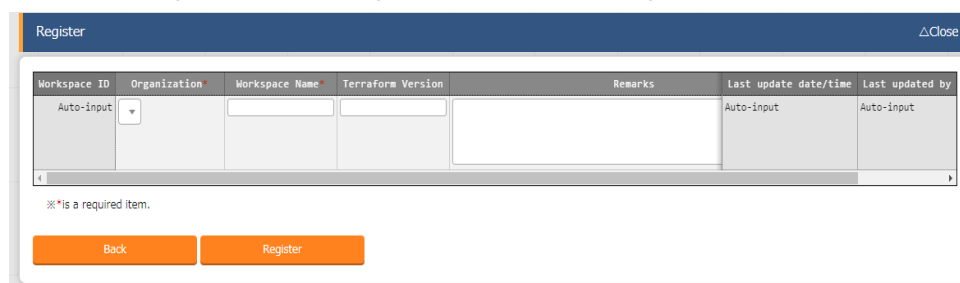 Register
△Close
Workspace ID Organization* Workspace Name* Terraform Version Remarks Last update date/time Last updated by
Auto-input Auto-input Auto-input
※*is a required item.
Back Register